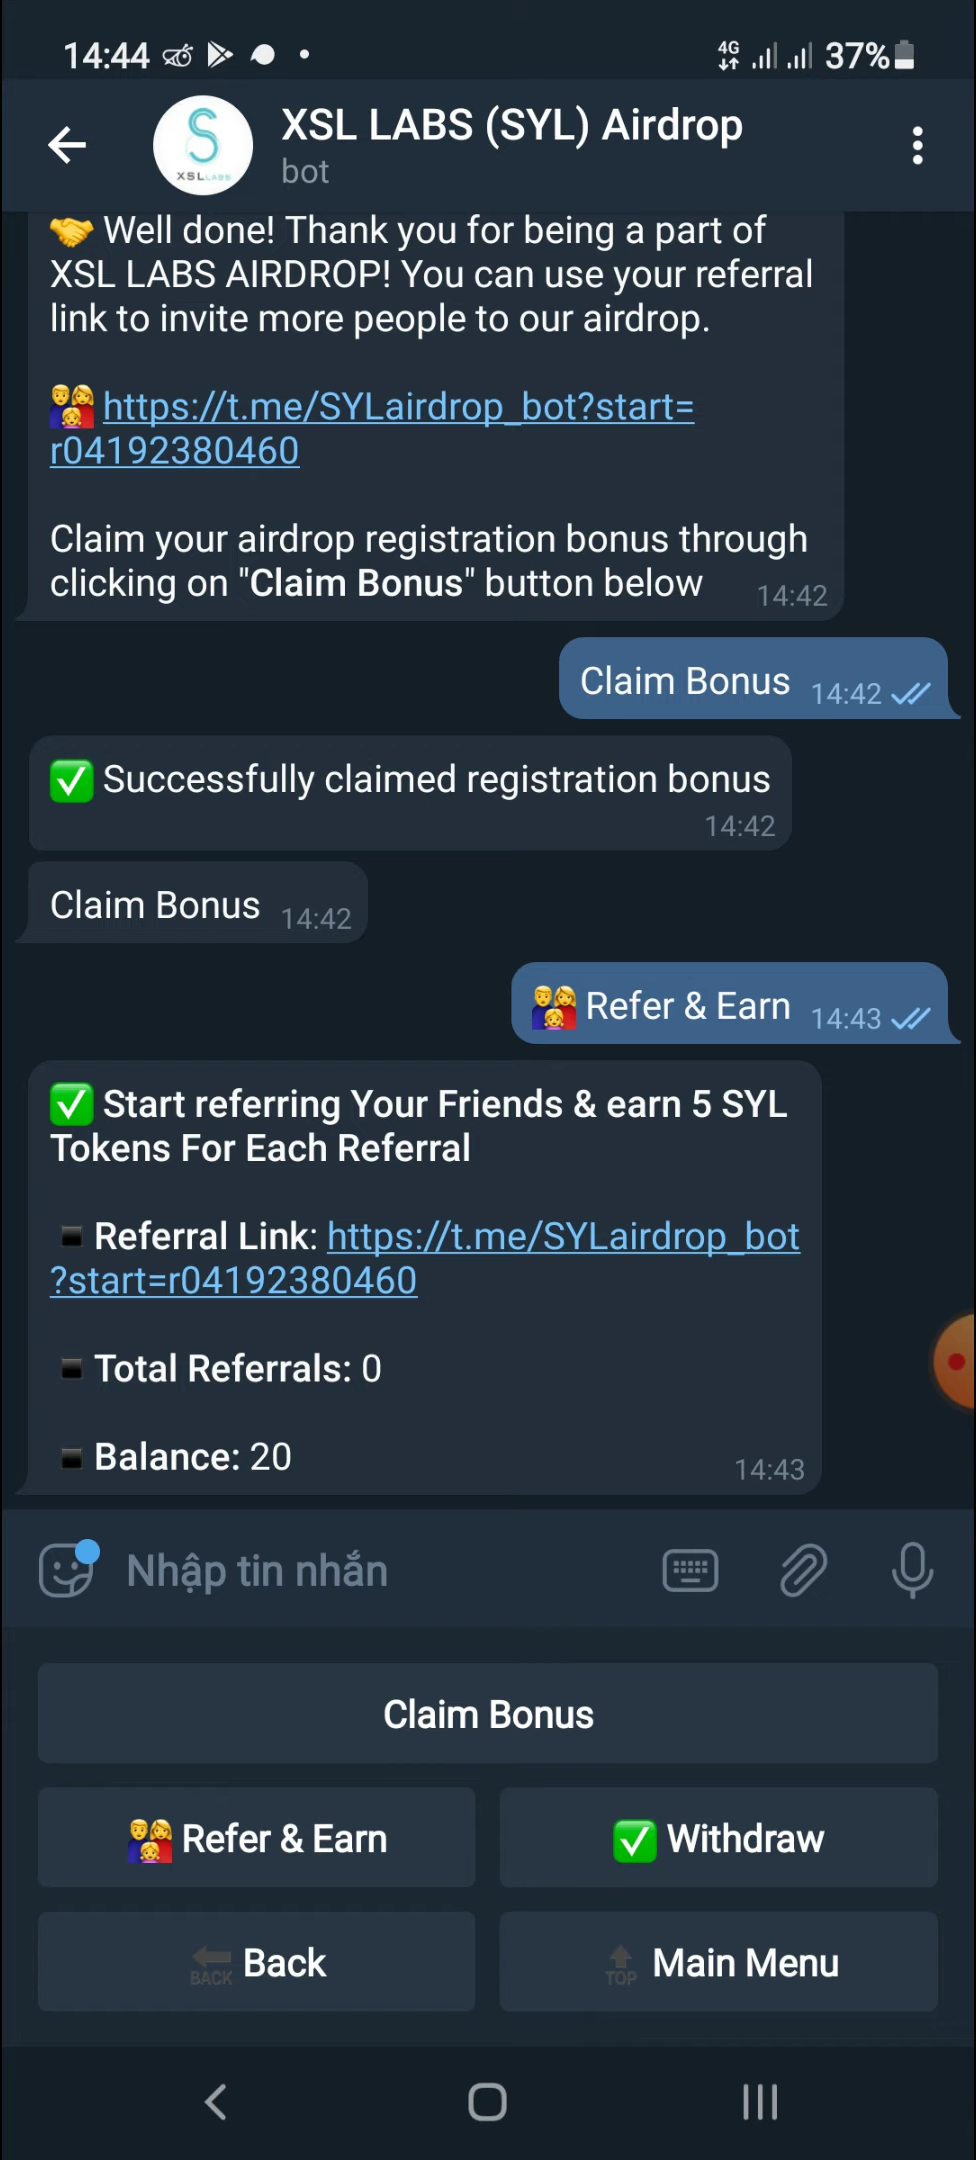 14:44
4G
37%
XSL LABS
XSL LABS (SYL) Airdrop
bot
🤝 Well done! Thank you for being a part of
XSL LABS AIRDROP! You can use your referral
link to invite more people to our airdrop.
👨‍👩‍👧 https://t.me/SYLairdrop_bot?start=
r04192380460
Claim your airdrop registration bonus through
clicking on "Claim Bonus" button below 14:42
Claim Bonus 14:42
✅ Successfully claimed registration bonus
14:42
Claim Bonus 14:42
👨‍👩‍👧 Refer & Earn 14:43
✅ Start referring Your Friends & earn 5 SYL
Tokens For Each Referral
▪️ Referral Link: https://t.me/SYLairdrop_bot
?start=r04192380460
▪️ Total Referrals: 0
▪️ Balance: 20
14:43
Nhập tin nhắn
Claim Bonus
👨‍👩‍👧 Refer & Earn
✅ Withdraw
🔙 Back
🔝 Main Menu